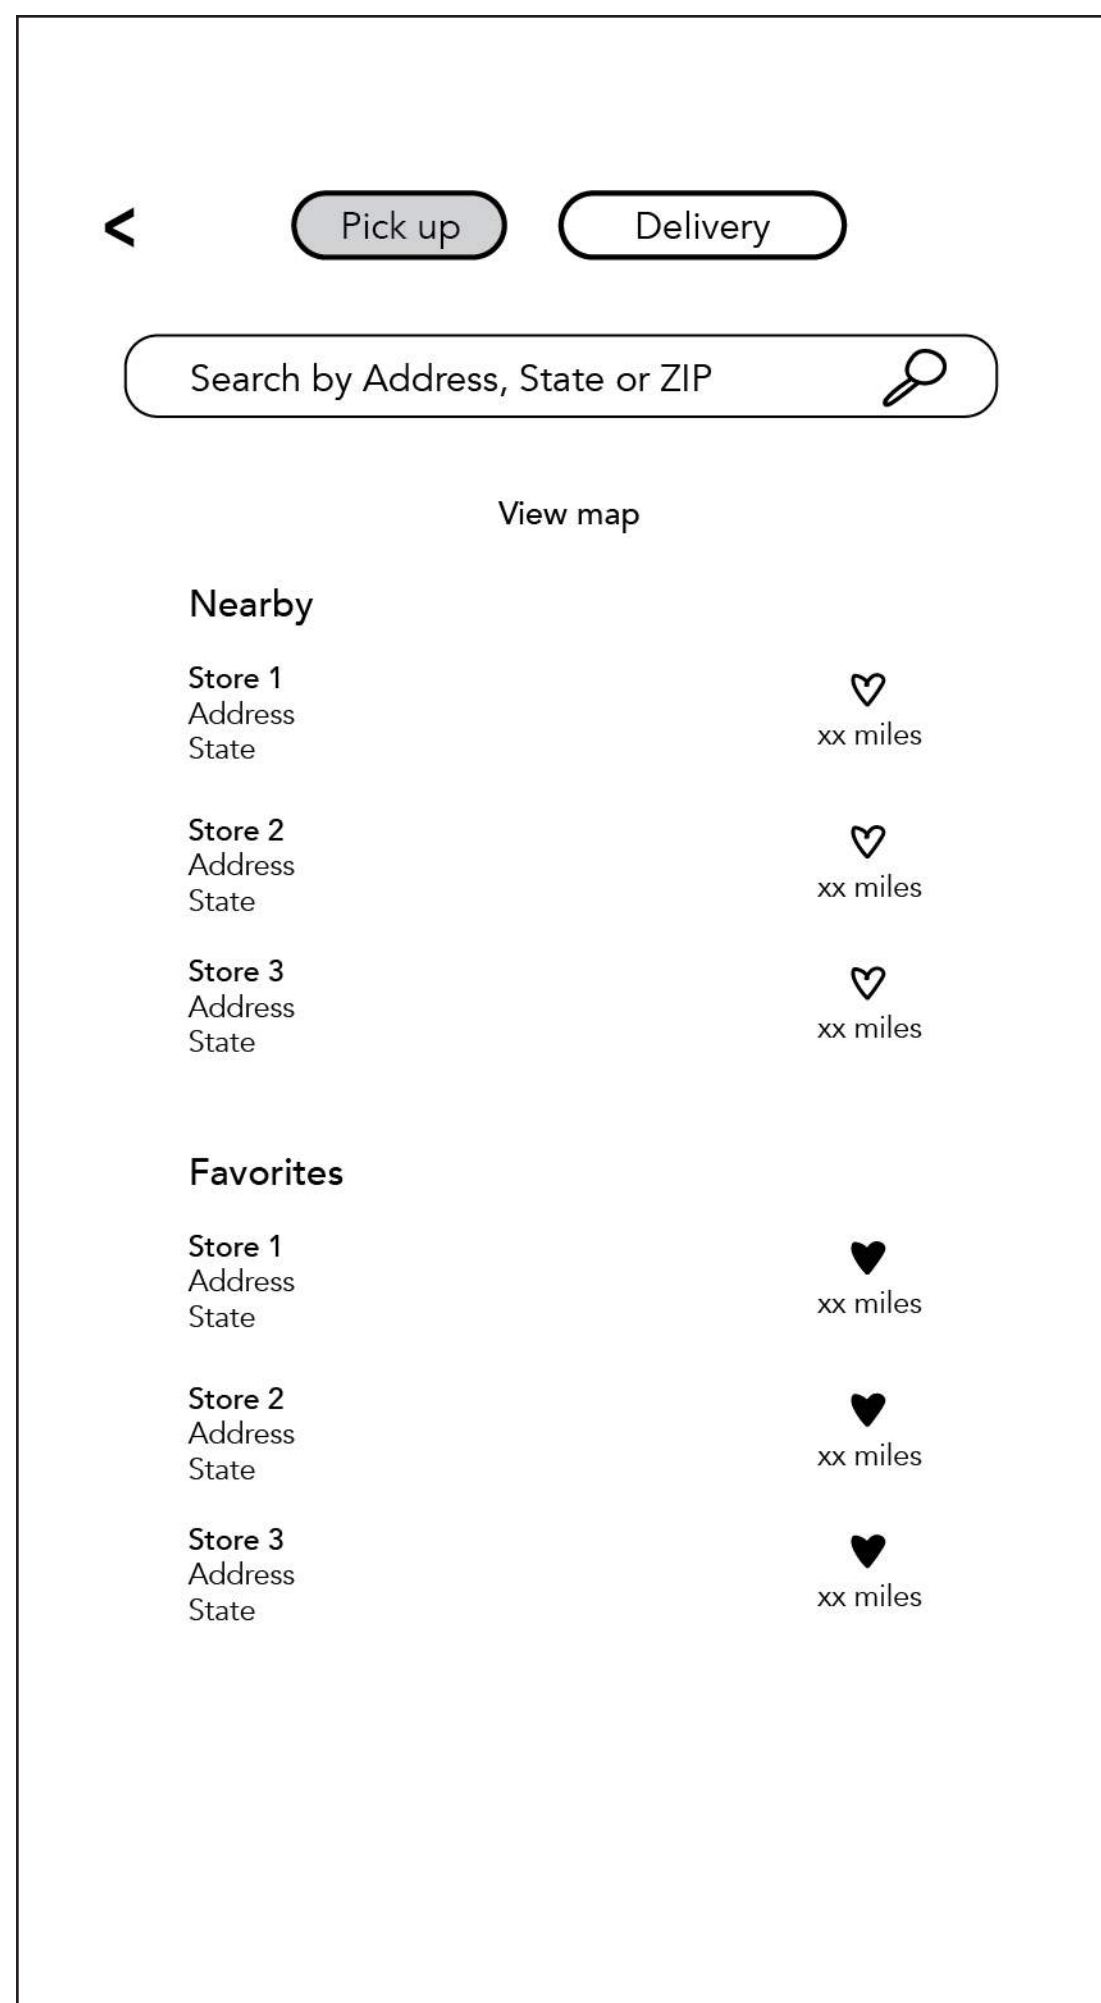 <
Pick up Delivery
Search by Address, State or ZIP
View map
Nearby
Store 1
Address
State
xx miles
Store 2
Address
State
xx miles
Store 3
Address
State
xx miles
Favorites
Store 1
Address
State
xx miles
Store 2
Address
State
xx miles
Store 3
Address
State
xx miles